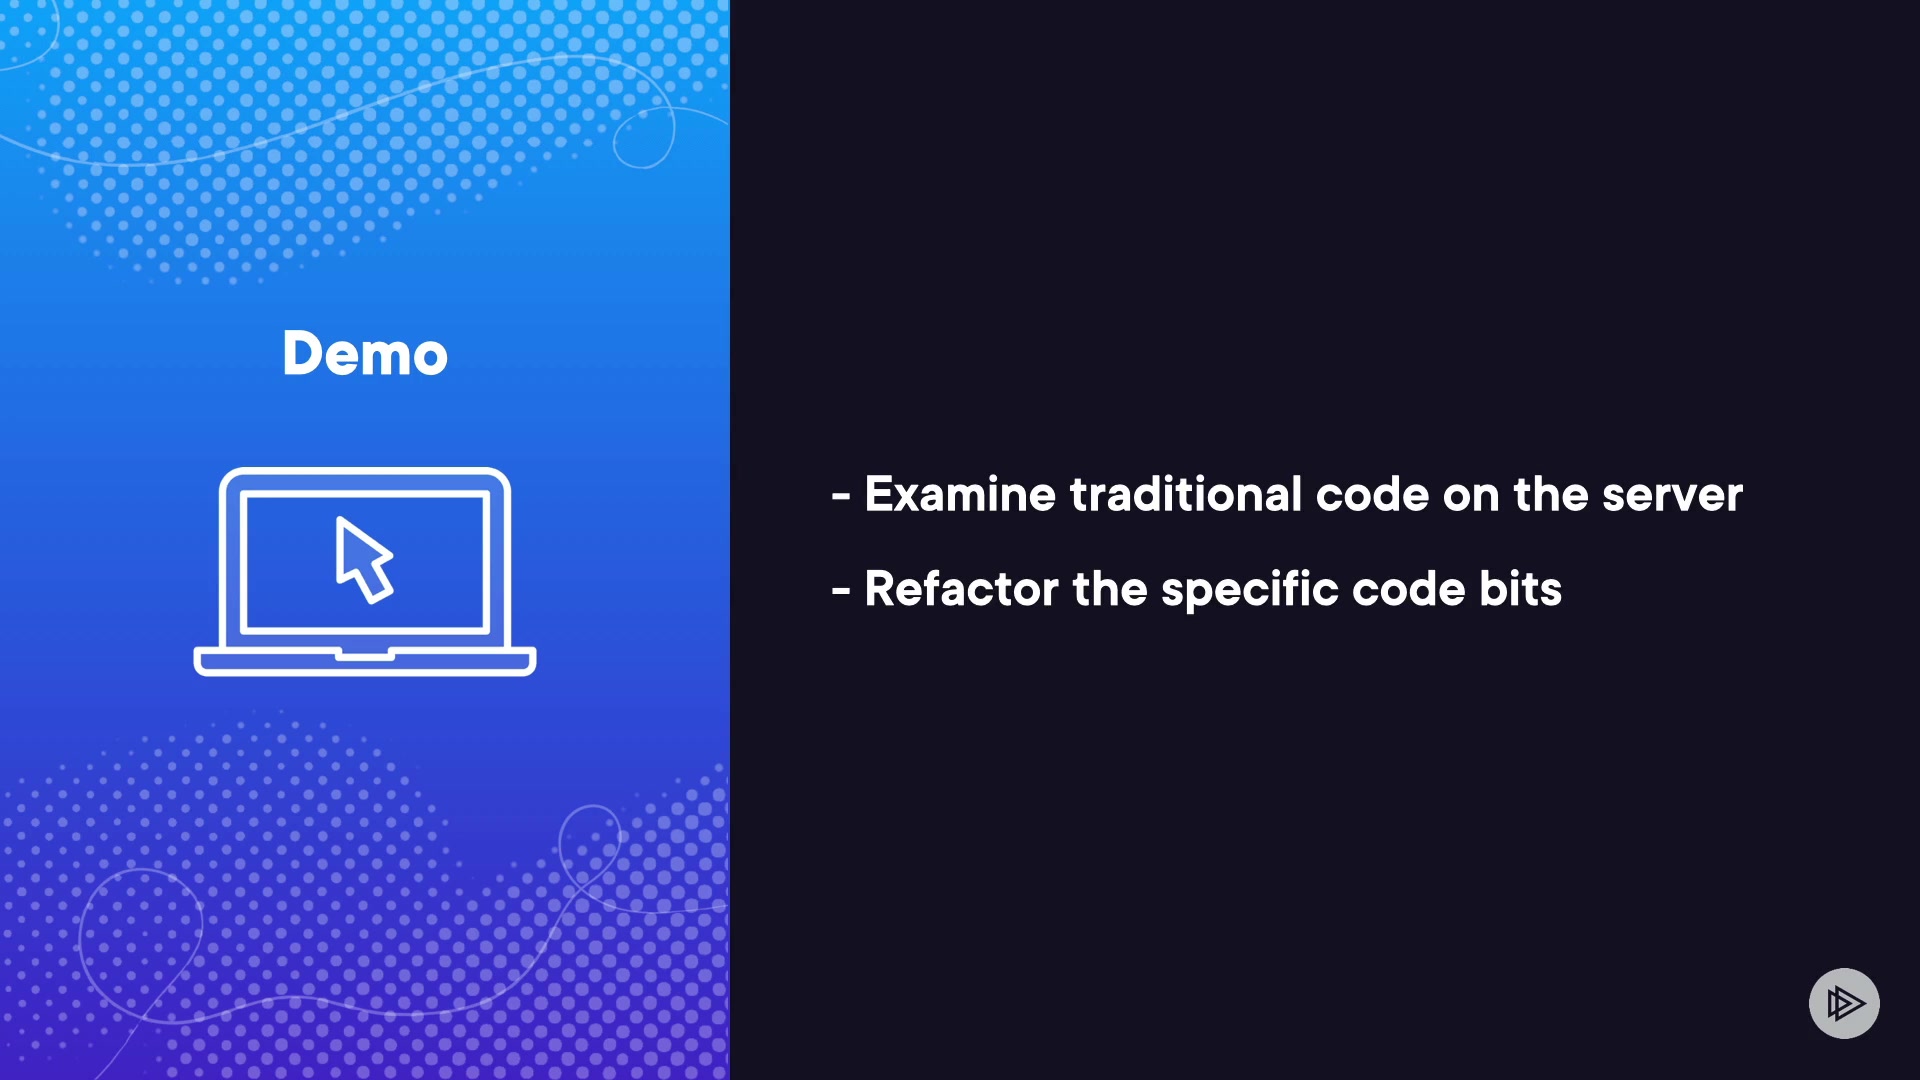 Demo
- Examine traditional code on the server
- Refactor the specific code bits